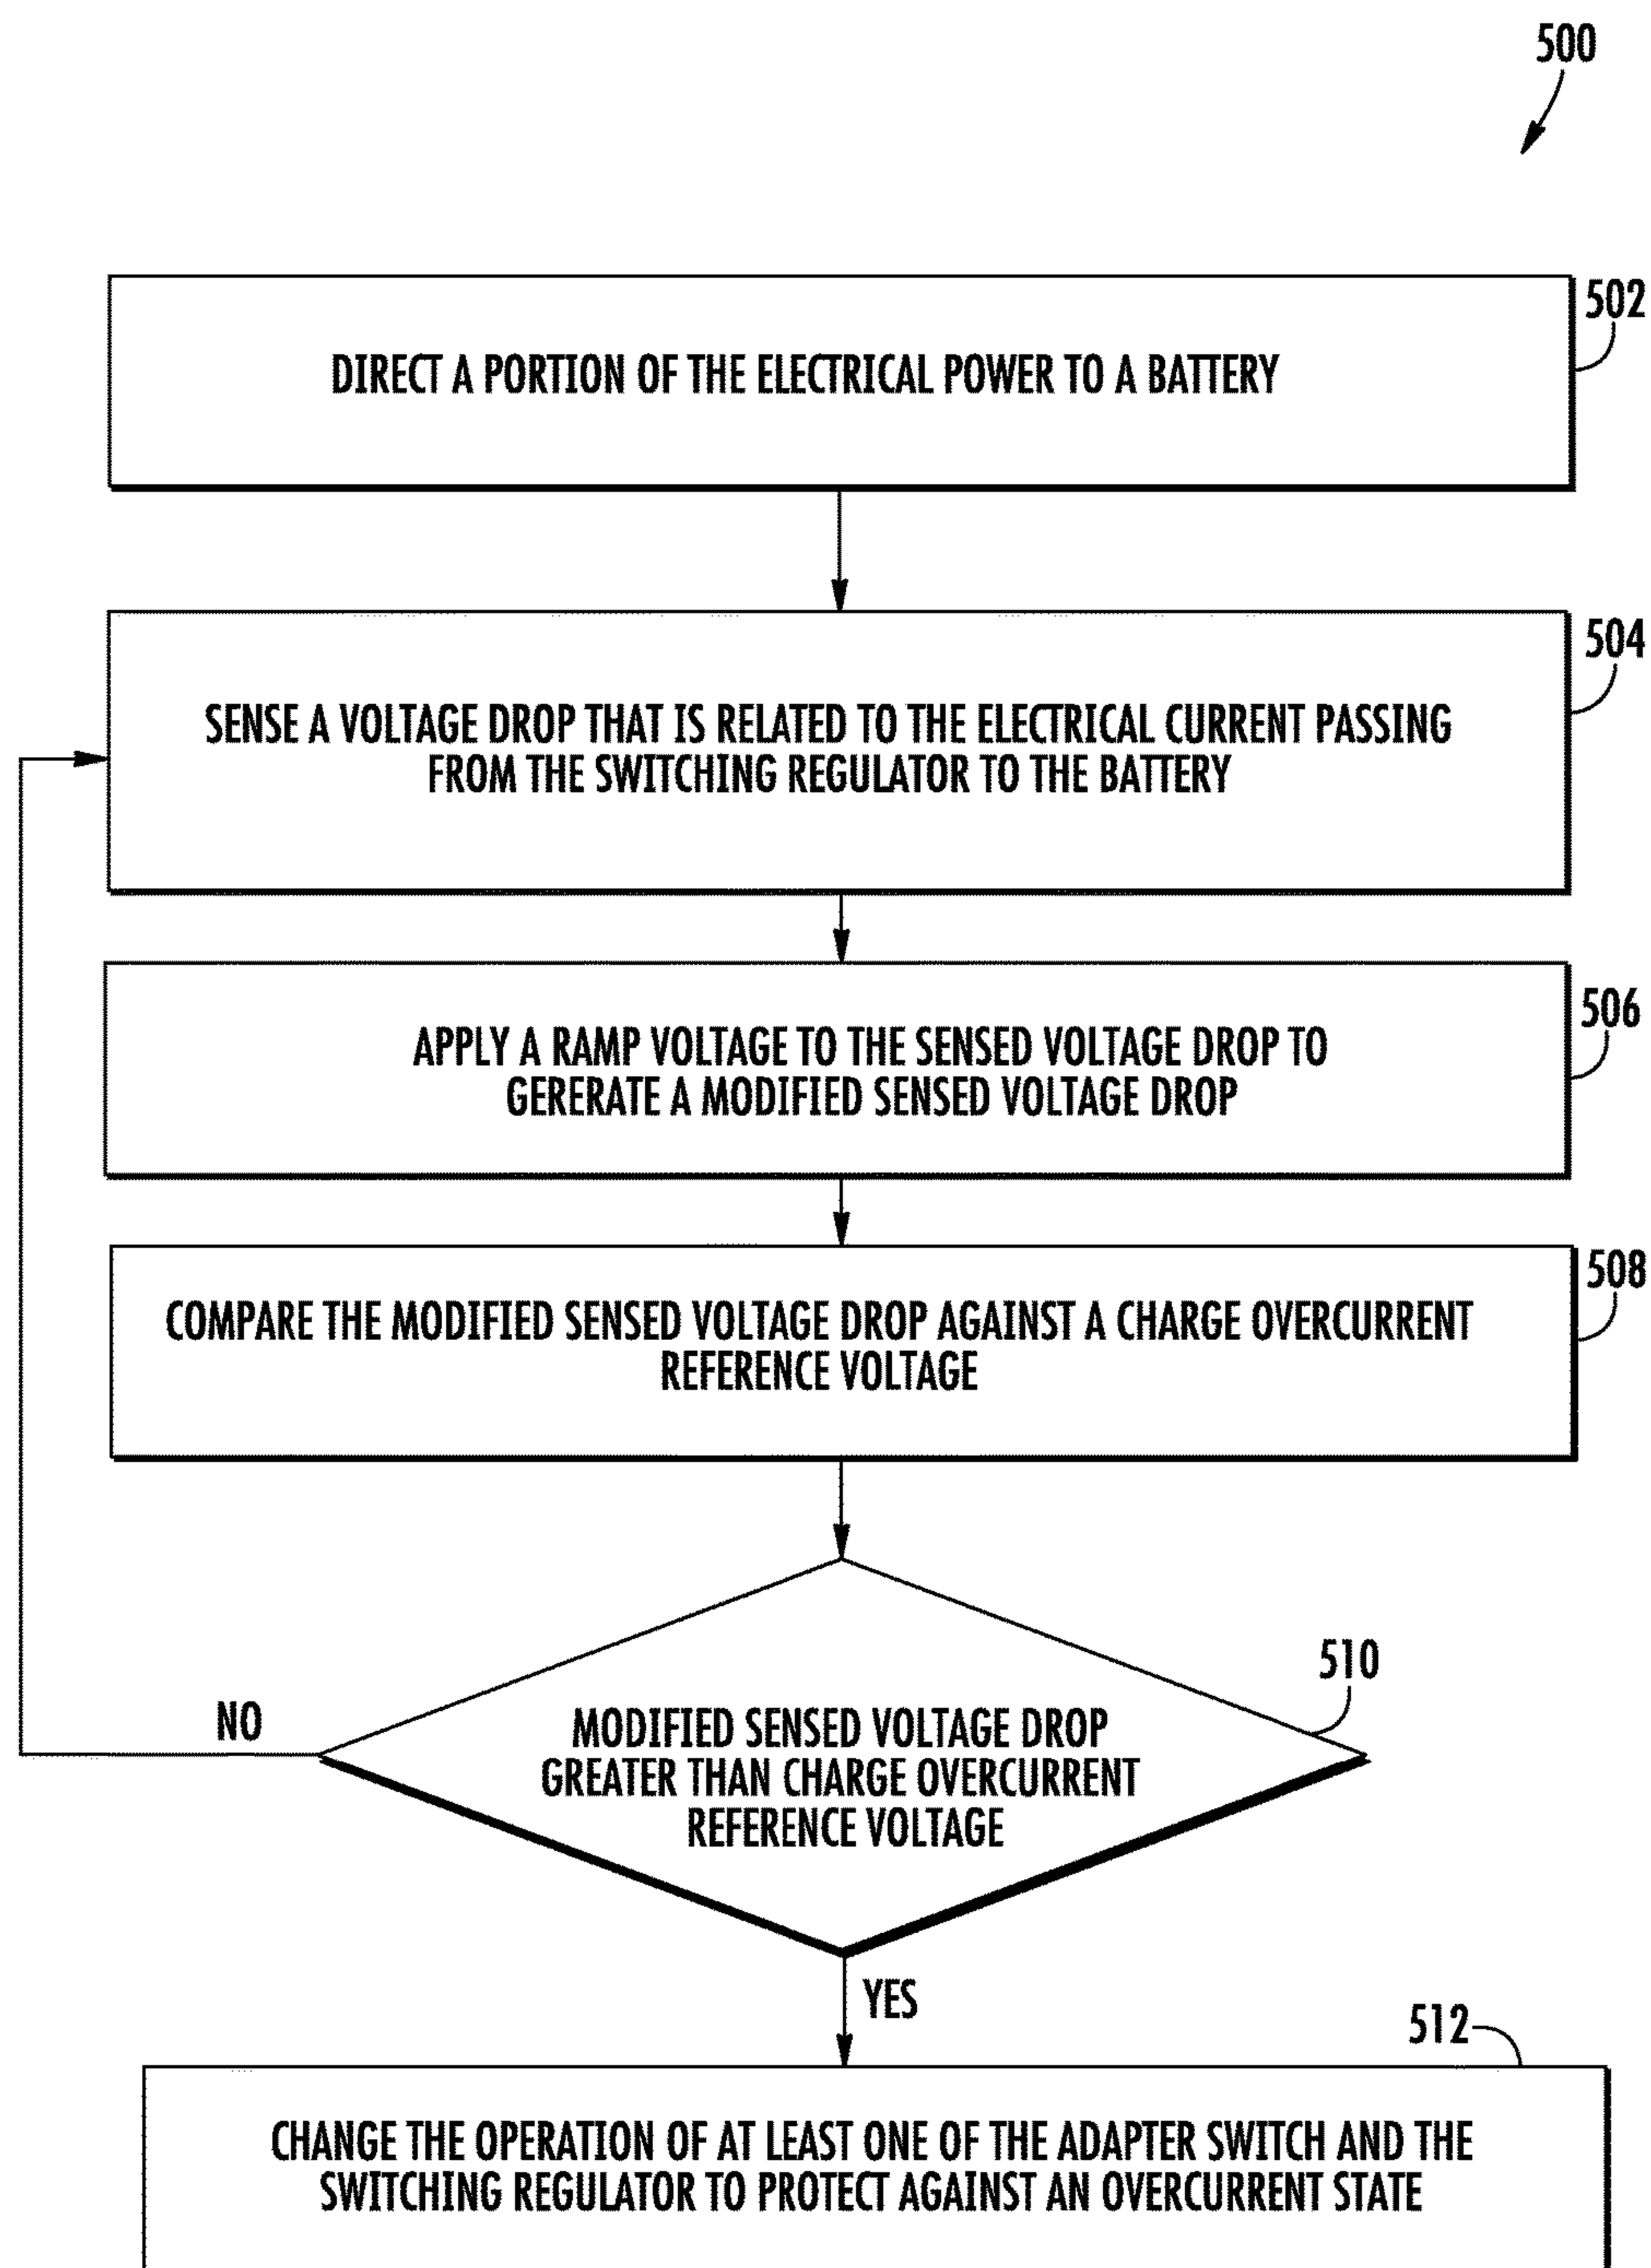 500
502
DIRECT A PORTION OF THE ELECTRICAL POWER TO A BATTERY
504
SENSE A VOLTAGE DROP THAT IS RELATED TO THE ELECTRICAL CURRENT PASSING
FROM THE SWITCHING REGULATOR TO THE BATTERY
506
APPLY A RAMP VOLTAGE TO THE SENSED VOLTAGE DROP TO
GERERATE A MODIFIED SENSED VOLTAGE DROP
508
COMPARE THE MODIFIED SENSED VOLTAGE DROP AGAINST A CHARGE OVERCURRENT
REFERENCE VOLTAGE
510
NO
MODIFIED SENSED VOLTAGE DROP
GREATER THAN CHARGE OVERCURRENT
REFERENCE VOLTAGE
YES
512
CHANGE THE OPERATION OF AT LEAST ONE OF THE ADAPTER SWITCH AND THE
SWITCHING REGULATOR TO PROTECT AGAINST AN OVERCURRENT STATE